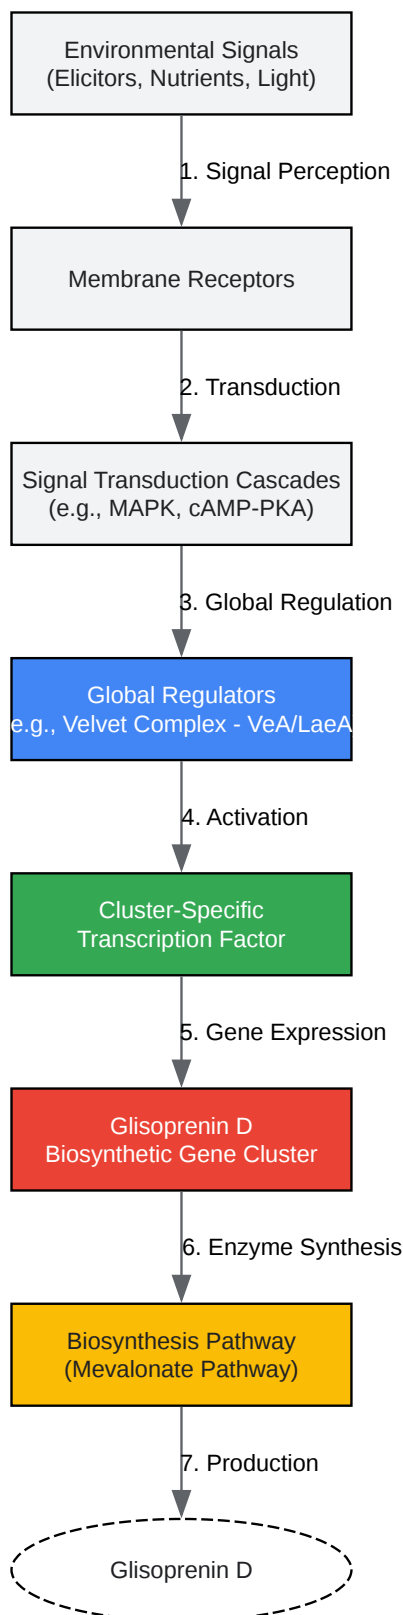 Environmental Signals
(Elicitors, Nutrients, Light)
1. Signal Perception
Membrane Receptors
2. Transduction
Signal Transduction Cascades
(e.g., MAPK, cAMP-PKA)
3. Global Regulation
Global Regulators
e.g., Velvet Complex - VeA/LaeA
4. Activation
Cluster-Specific
Transcription Factor
5. Gene Expression
Glisoprenin D
Biosynthetic Gene Cluster
6. Enzyme Synthesis
Biosynthesis Pathway
(Mevalonate Pathway)
7. Production
Glisoprenin D